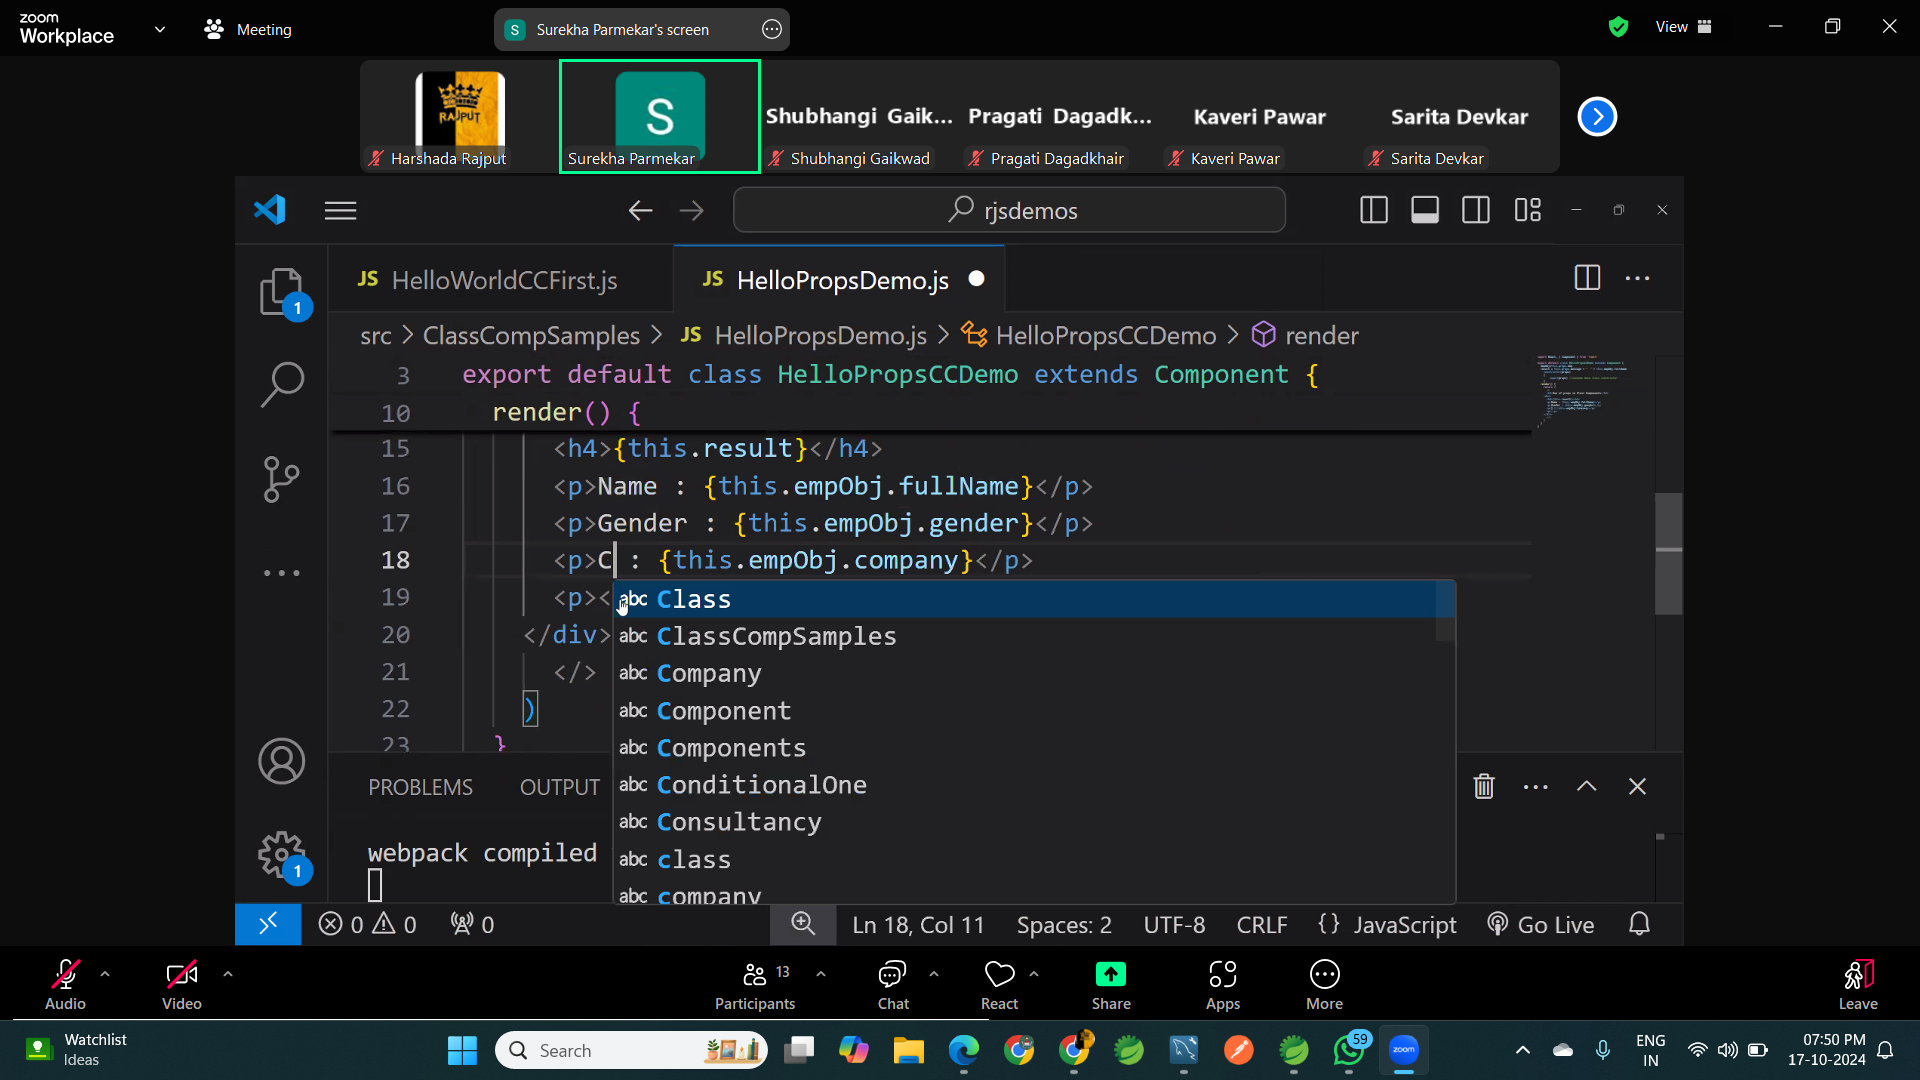 zoom
Workplace
Meeting
S Surekha Parmekar's screen
View
RAJPUT
Harshada Rajput
S
Surekha Parmekar
Shubhangi Gaik...
Shubhangi Gaikwad
Pragati Dagadk...
Pragati Dagadkhair
Kaveri Pawar
Kaveri Pawar
Sarita Devkar
Sarita Devkar
rjsdemos
JS HelloWorldCCFirst.js
JS HelloPropsDemo.js
src > ClassCompSamples > JS HelloPropsDemo.js > HelloPropsCCDemo > render
3 export default class HelloPropsCCDemo extends Component {
10 render() {
15 <h4>{this.result}</h4>
16 <p>Name : {this.empObj.fullName}</p>
17 <p>Gender : {this.empObj.gender}</p>
18 <p>C : {this.empObj.company}</p>
19 <p><
20 </div>
21 </>
22 )
23 }
abc Class
abc ClassCompSamples
abc Company
abc Component
abc Components
abc ConditionalOne
abc Consultancy
abc class
abc company
PROBLEMS OUTPUT
webpack compiled
1
1
0 0 0
Ln 18, Col 11 Spaces: 2 UTF-8 CRLF {} JavaScript Go Live
Audio
Video
13
Participants
Chat
React
Share
Apps
More
Leave
Watchlist
Ideas
Search
59
zoom
ENG
IN
07:50 PM
17-10-2024